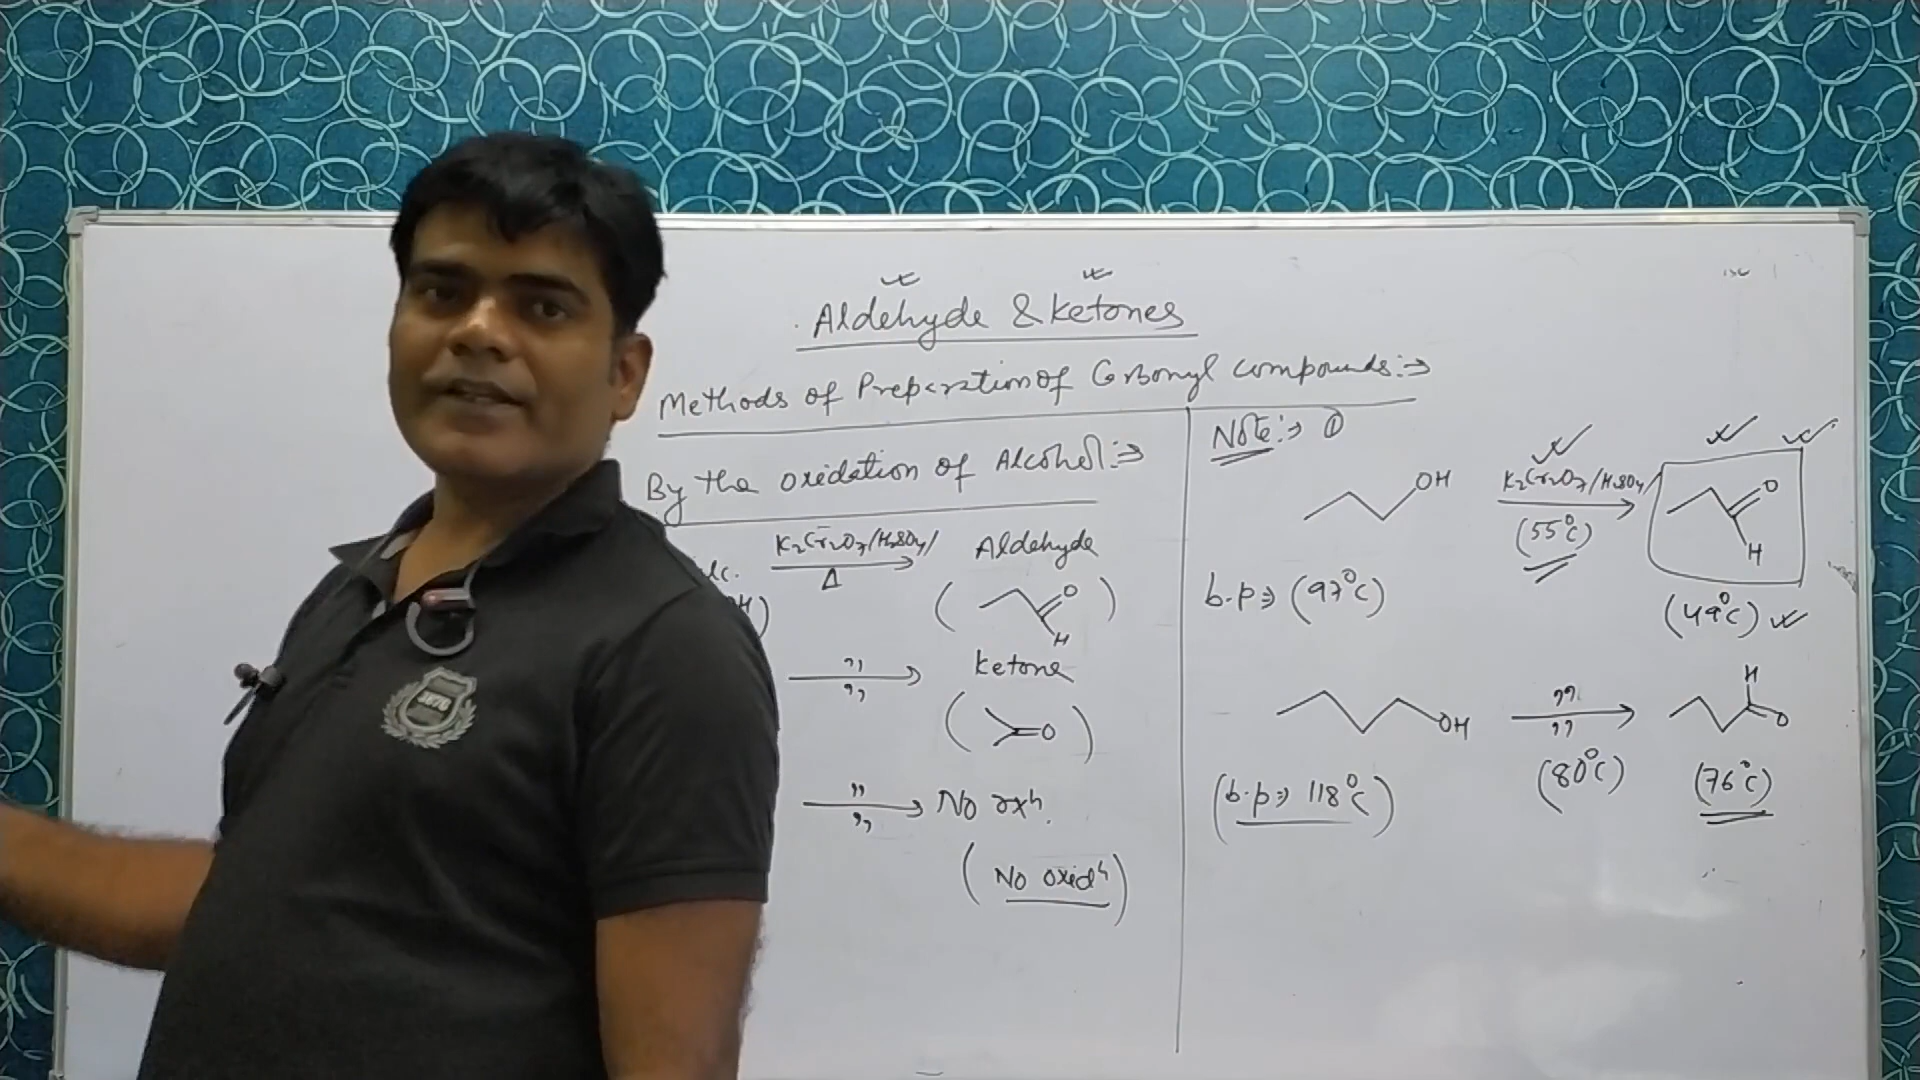 Aldehyde & Ketones
Methods of Preparation of Carbonyl compounds:→
By the oxidation of Alcohol:→
K₂Cr₂O₇/H₂SO₄/
Δ
Aldehyde
O
H
lc.
H)
,,
,,
Ketone
O
,,
,,
No rxⁿ.
(No oxidⁿ)
Note:→ ①
OH
K₂Cr₂O₇/H₂SO₄
(55°C)
O
H
b.p⇒ (97°C)
(49°C)
OH
,,
,,
(80°C)
H
O
(b.p⇒ 118°C)
(76°C)